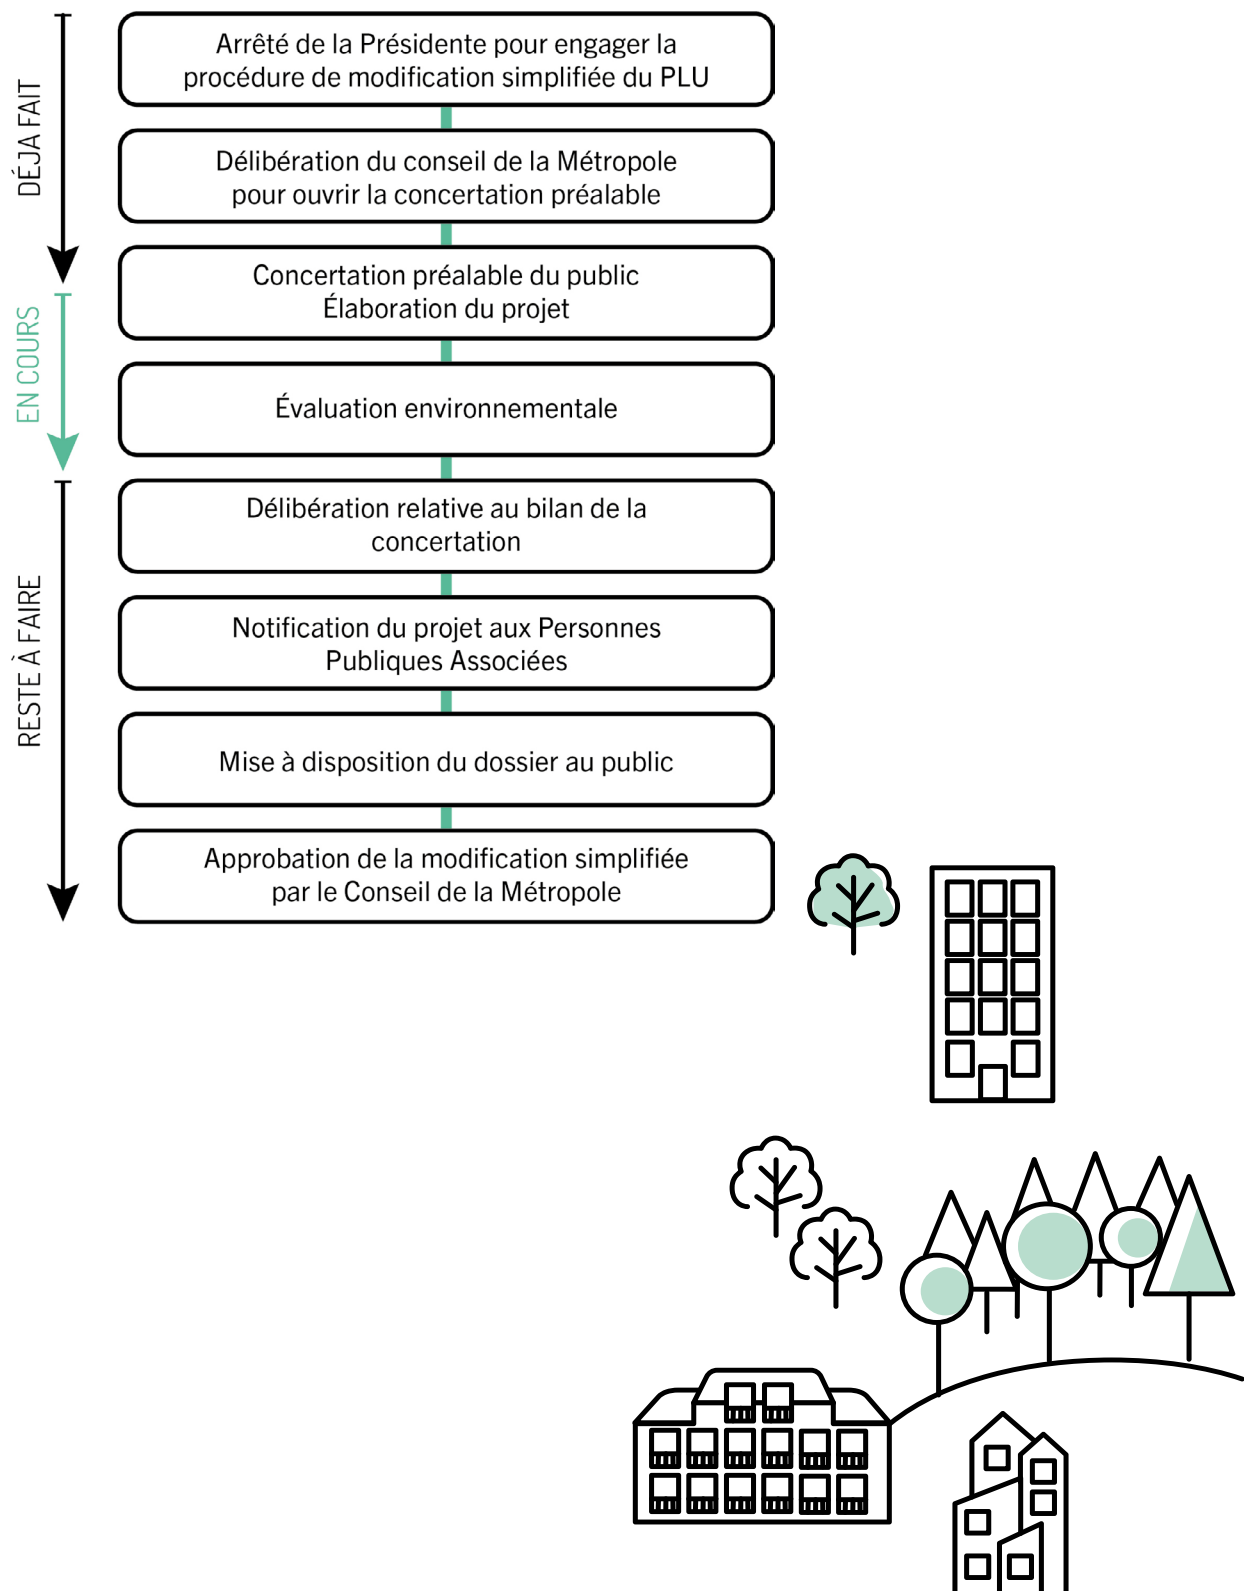 DÉJA FAIT
Arrêté de la Présidente pour engager la
procédure de modification simplifiée du PLU
Délibération du conseil de la Métropole
pour ouvrir la concertation préalable
EN COURS
Concertation préalable du public
Élaboration du projet
Évaluation environnementale
RESTE À FAIRE
Délibération relative au bilan de la
concertation
Notification du projet aux Personnes
Publiques Associées
Mise à disposition du dossier au public
Approbation de la modification simplifiée
par le Conseil de la Métropole